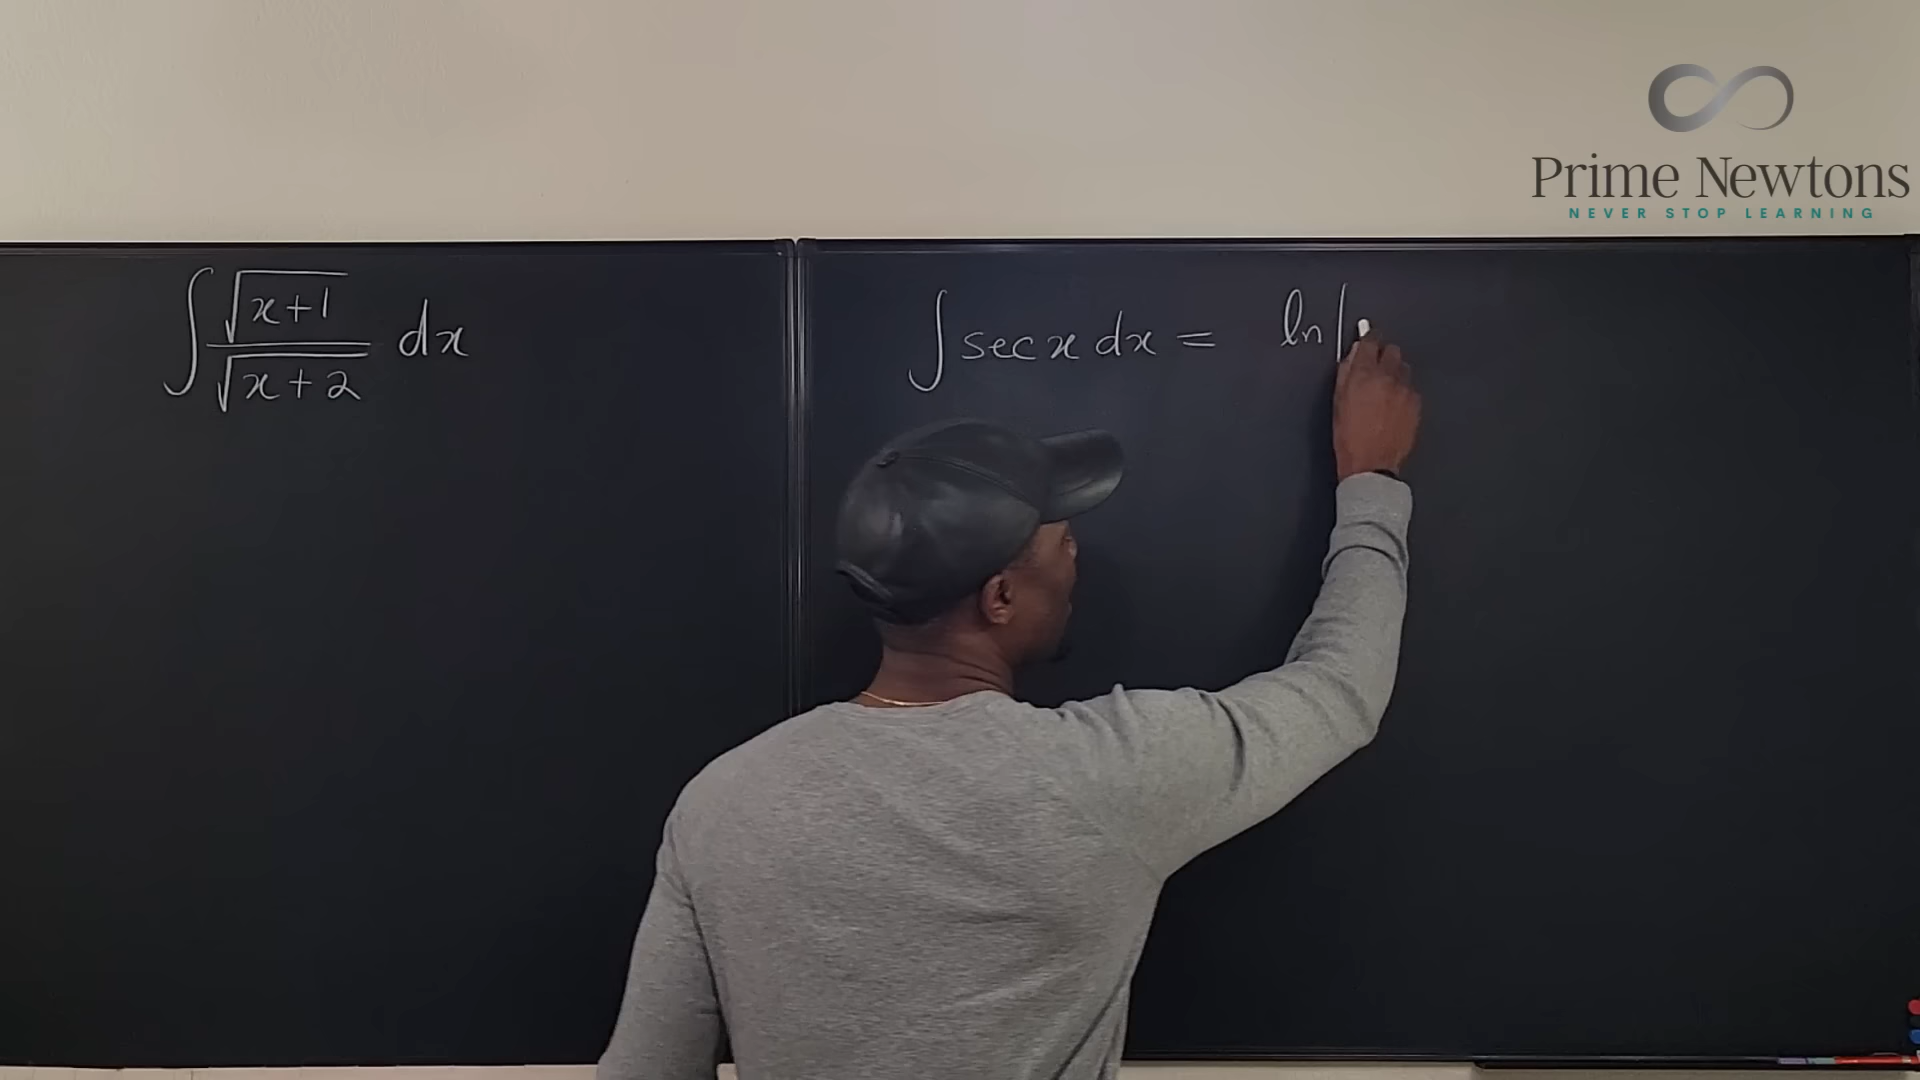 Prime Newtons
NEVER STOP LEARNING
∫ √(x+1) / √(x+2) dx
∫ sec x dx = ln |